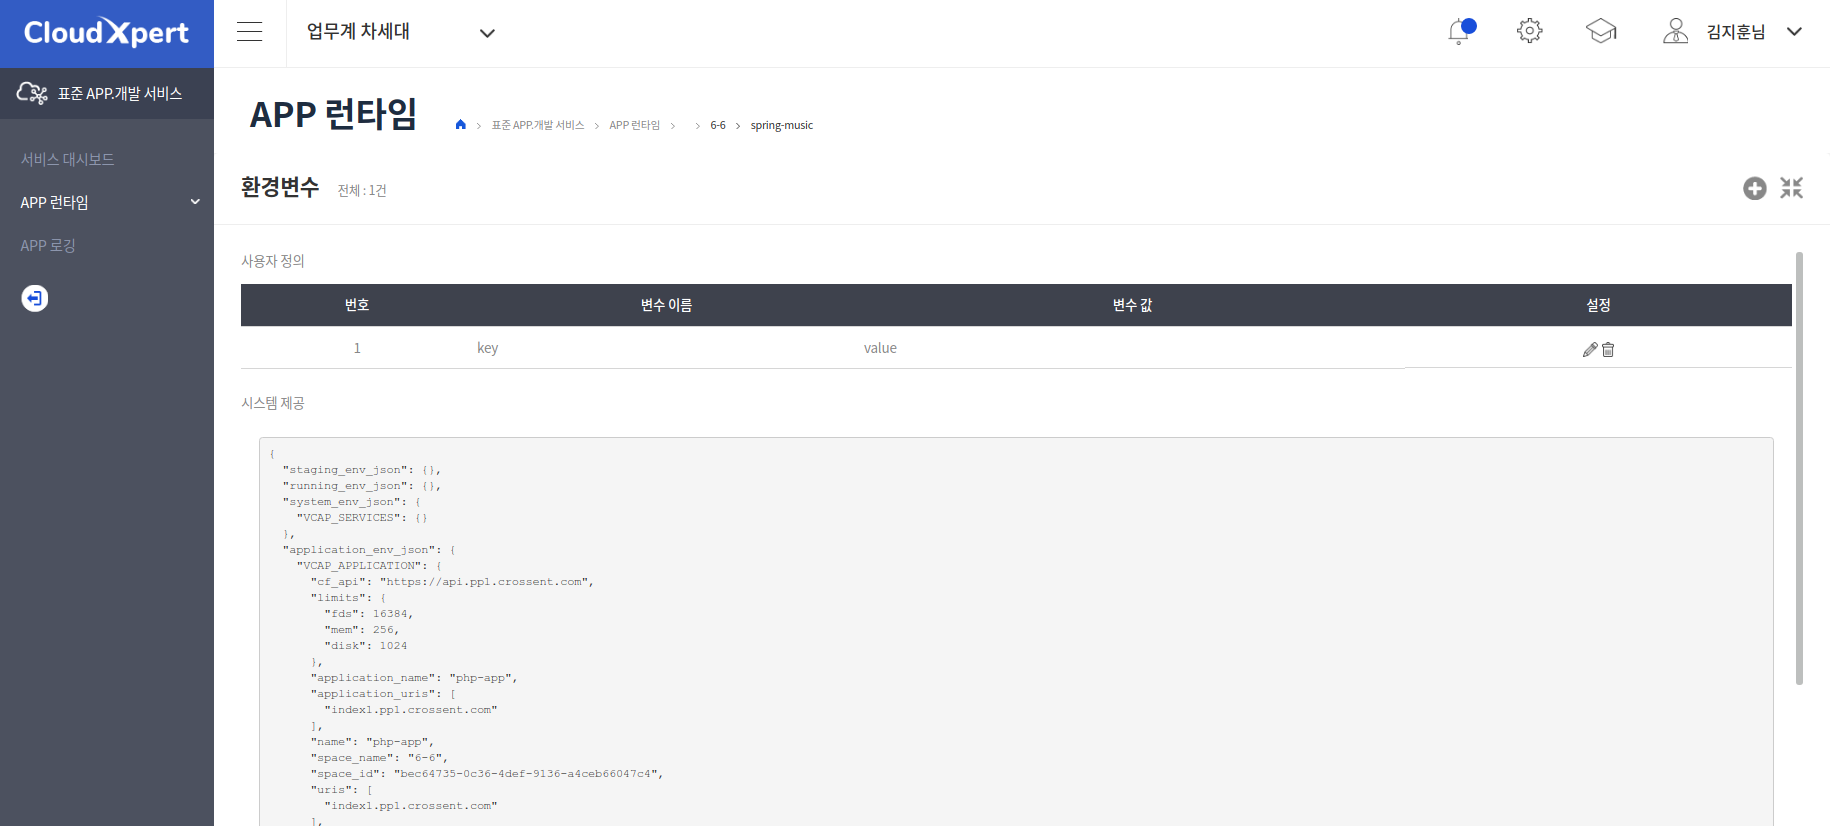 CloudXpert
업무계 차세대
김지훈님
표준 APP.개발 서비스
서비스 대시보드
APP 런타임
APP 로깅
APP 런타임
> 표준 APP.개발 서비스 > APP 런타임 > > 6-6 > spring-music
환경변수 전체 : 1건
사용자 정의
번호 변수 이름 변수 값 설정
1 key value
시스템 제공
{
"staging_env_json": {},
"running_env_json": {},
"system_env_json": {
"VCAP_SERVICES": {}
},
"application_env_json": {
"VCAP_APPLICATION": {
"cf_api": "https://api.pp1.crossent.com",
"limits": {
"fds": 16384,
"mem": 256,
"disk": 1024
},
"application_name": "php-app",
"application_uris": [
"index1.pp1.crossent.com"
],
"name": "php-app",
"space_name": "6-6",
"space_id": "bec64735-0c36-4def-9136-a4ceb66047c4",
"uris": [
"index1.pp1.crossent.com"
],